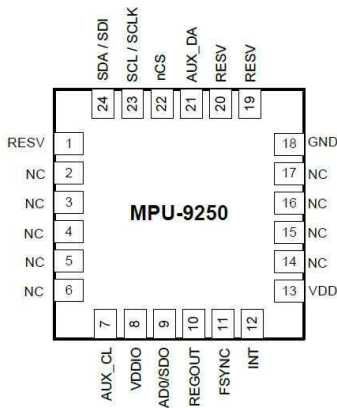 SDA / SDI
SCL / SCLK
nCS
AUX_DA
RESV
RESV
24
23
22
21
20
19
RESV 1
NC 2
NC 3
NC 4
NC 5
NC 6
MPU-9250
18 GND
17 NC
16 NC
15 NC
14 NC
13 VDD
7
8
9
10
11
12
AUX_CL
VDDIO
AD0/SDO
REGOUT
FSYNC
INT